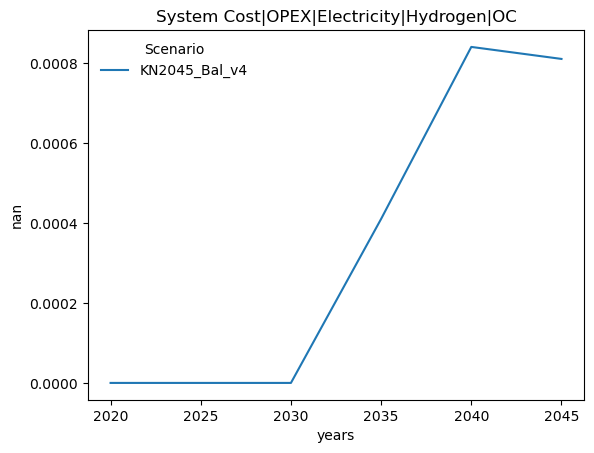 System Cost|OPEX|Electricity|Hydrogen|OC
Scenario
KN2045_Bal_v4
0.0008
0.0006
0.0004
0.0002
0.0000
nan
2020 2025 2030 2035 2040 2045
years